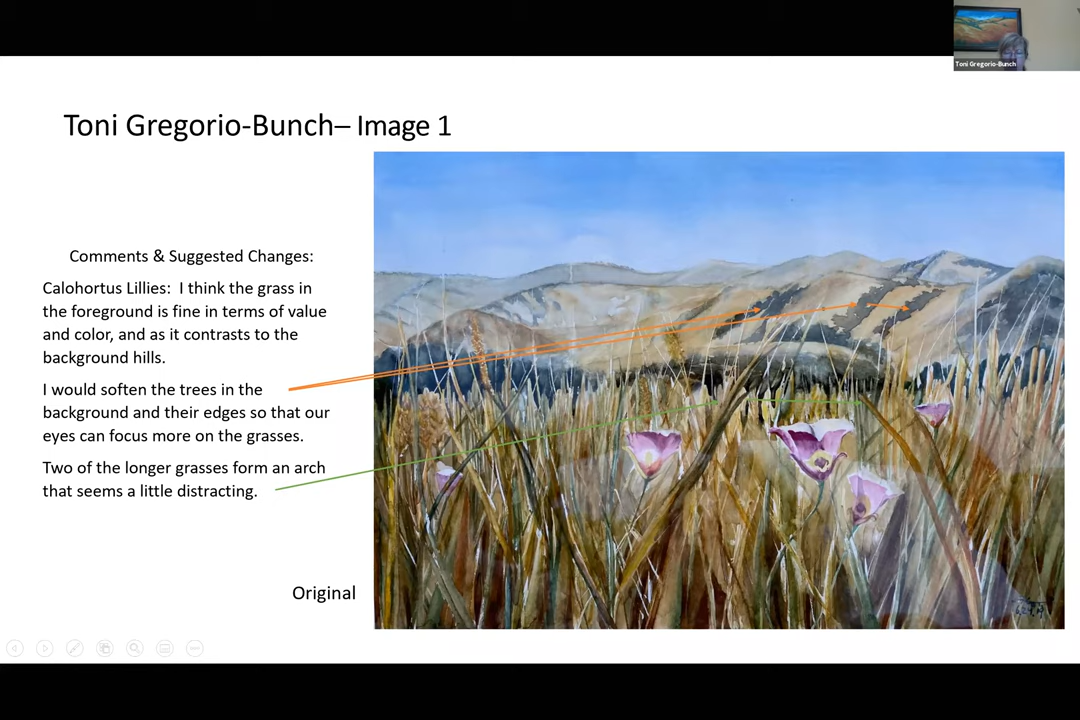 Toni Gregorio-Bunch
Toni Gregorio-Bunch– Image 1
Comments & Suggested Changes:
Calohortus Lillies:  I think the grass in
the foreground is fine in terms of value
and color, and as it contrasts to the
background hills.
I would soften the trees in the
background and their edges so that our
eyes can focus more on the grasses.
Two of the longer grasses form an arch
that seems a little distracting.
Original